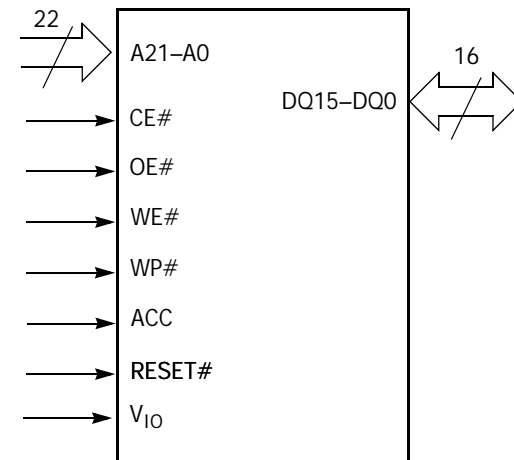 22
A21–A0
16
DQ15–DQ0
CE#
OE#
WE#
WP#
ACC
RESET#
VIO